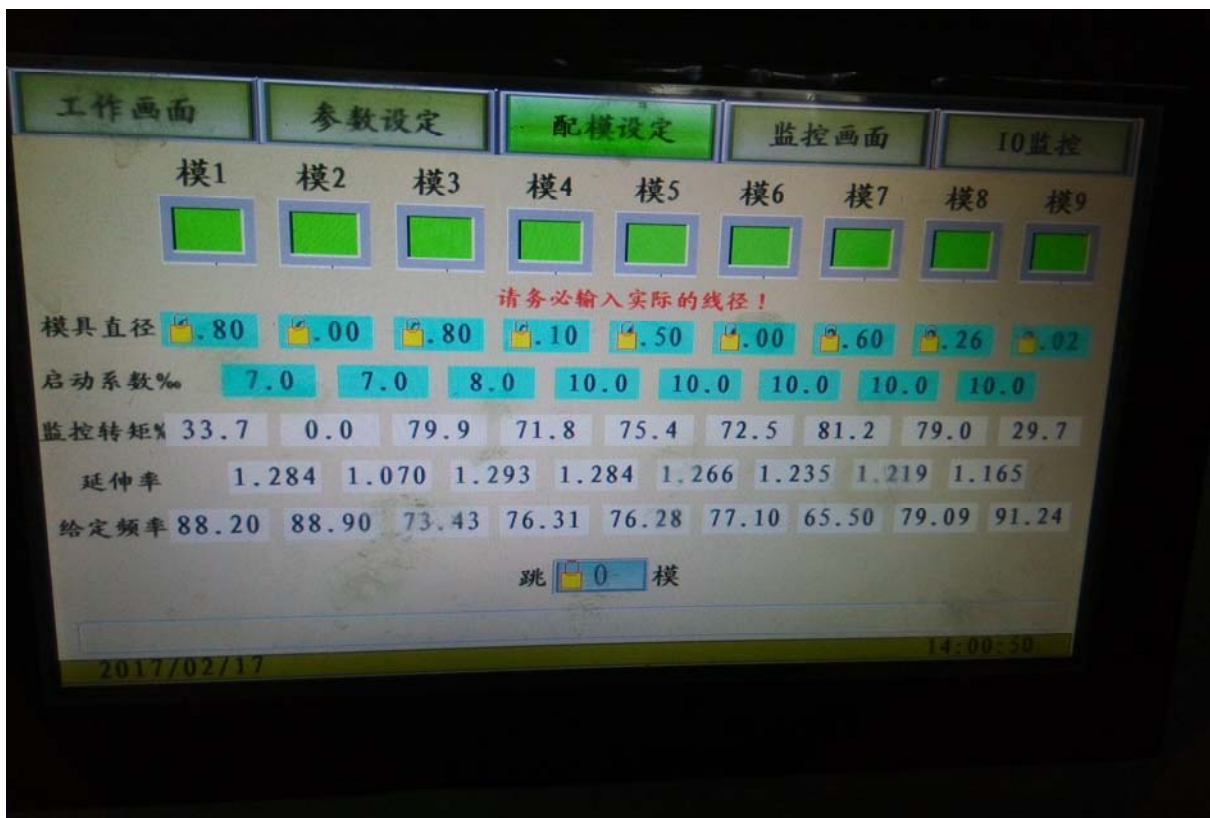 工作画面 参数设定 配模设定 监控画面 IO监控
模1 模2 模3 模4 模5 模6 模7 模8 模9
请务必输入实际的线径！
模具直径 .80 .00 .80 .10 .50 .00 .60 .26 .02
启动系数‰ 7.0 7.0 8.0 10.0 10.0 10.0 10.0 10.0
监控转矩% 33.7 0.0 79.9 71.8 75.4 72.5 81.2 79.0 29.7
延伸率 1.284 1.070 1.293 1.284 1.266 1.235 1.219 1.165
给定频率 88.20 88.90 73.43 76.31 76.28 77.10 65.50 79.09 91.24
跳 0 模
2017/02/17 14:00:50